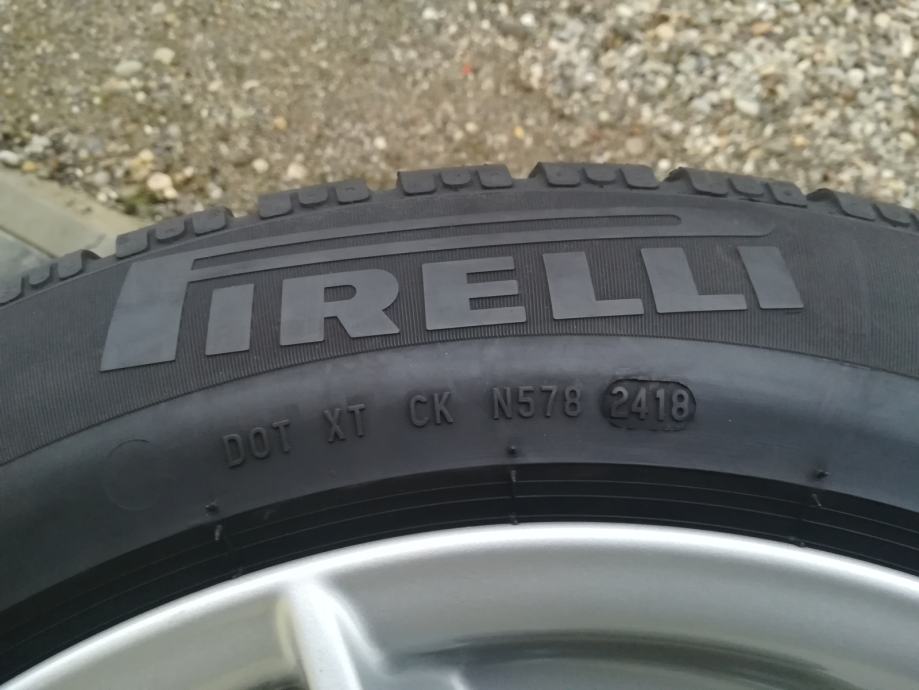 PIRELLI
DOT XT CK N578 2418